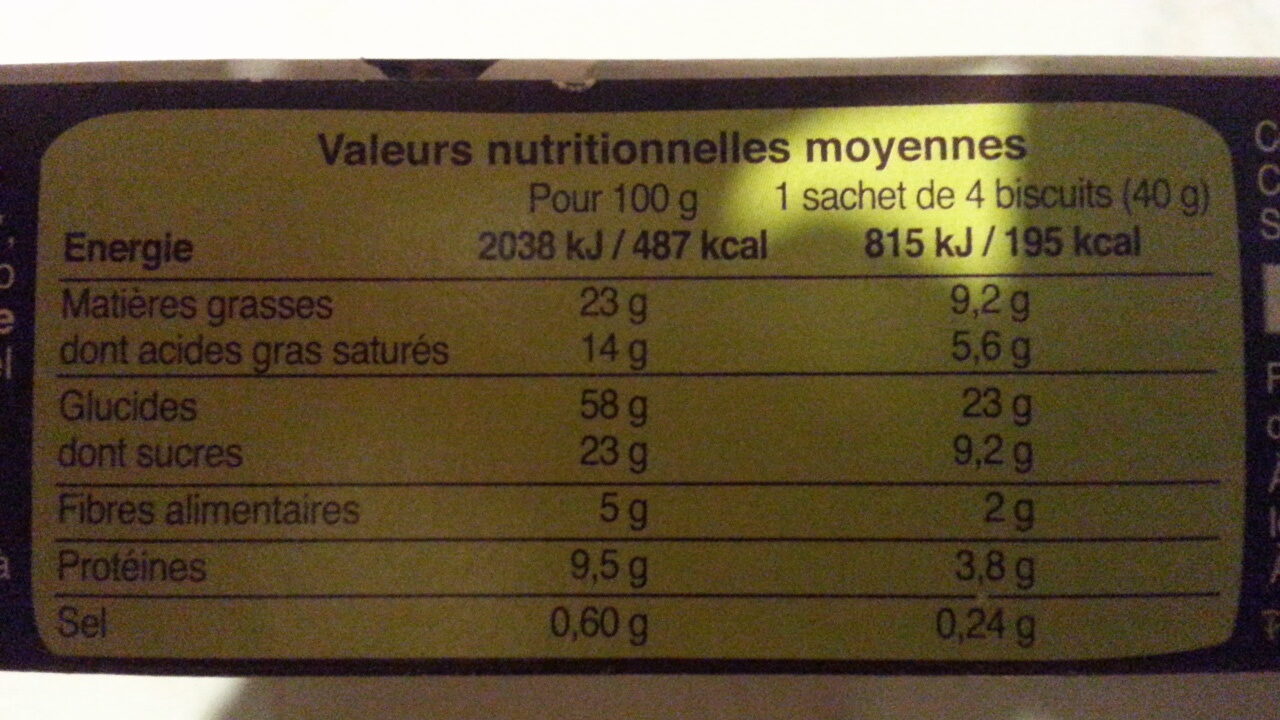 Valeurs nutritionnelles moyennes
Pour 100 g 1 sachet de 4 biscuits (40 g)
Energie 2038 kJ / 487 kcal 815 kJ / 195 kcal
Matières grasses 23 g 9,2 g
dont acides gras saturés 14 g 5,6 g
Glucides 58 g 23 g
dont sucres 23 g 9,2 g
Fibres alimentaires 5 g 2 g
Protéines 9,5 g 3,8 g
Sel 0,60 g 0,24 g